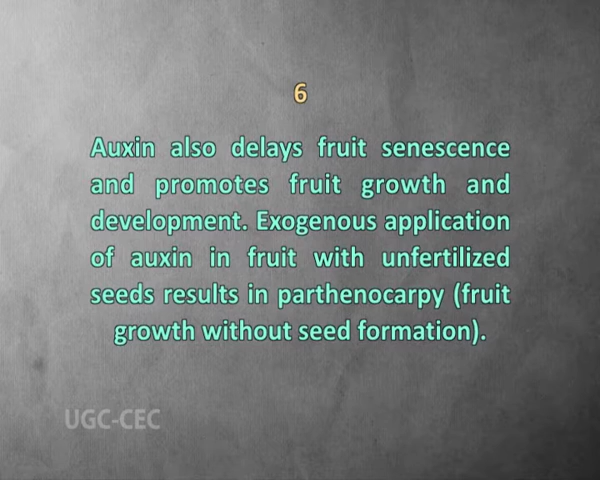 6
Auxin also delays fruit senescence
and promotes fruit growth and
development. Exogenous application
of auxin in fruit with unfertilized
seeds results in parthenocarpy (fruit
growth without seed formation).
UGC-CEC